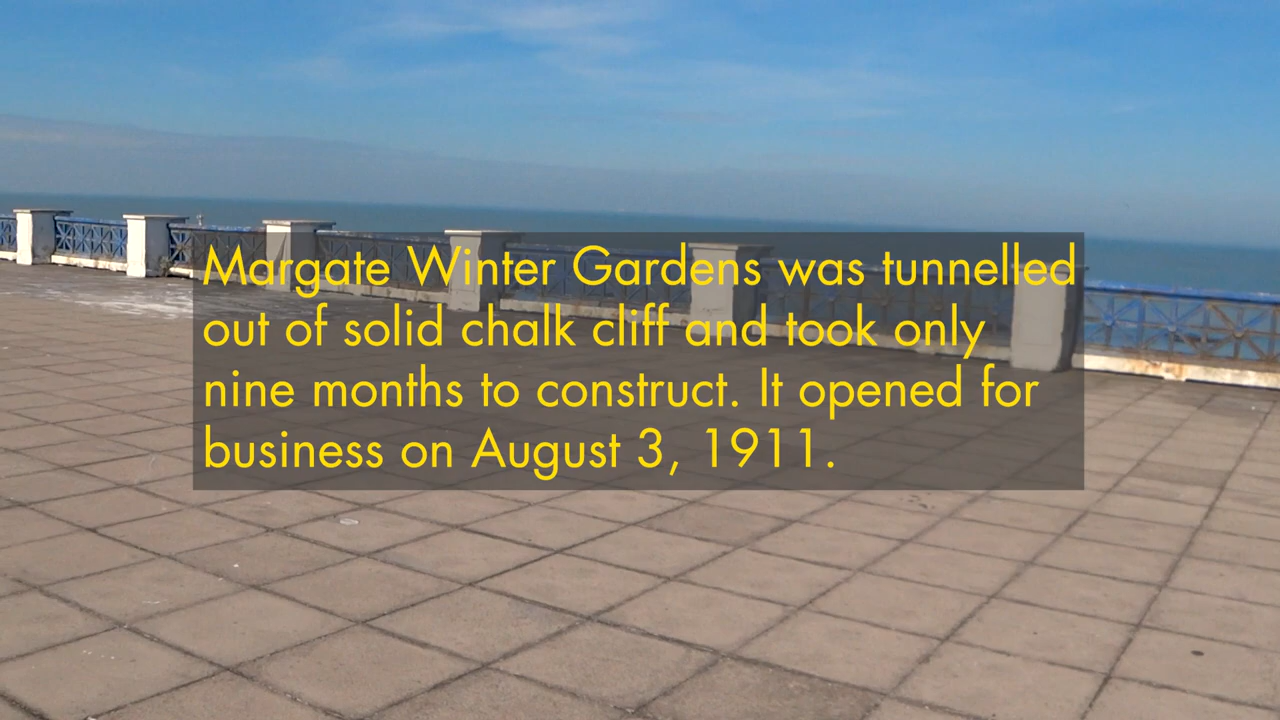 Margate Winter Gardens was tunnelled
out of solid chalk cliff and took only
nine months to construct. It opened for
business on August 3, 1911.